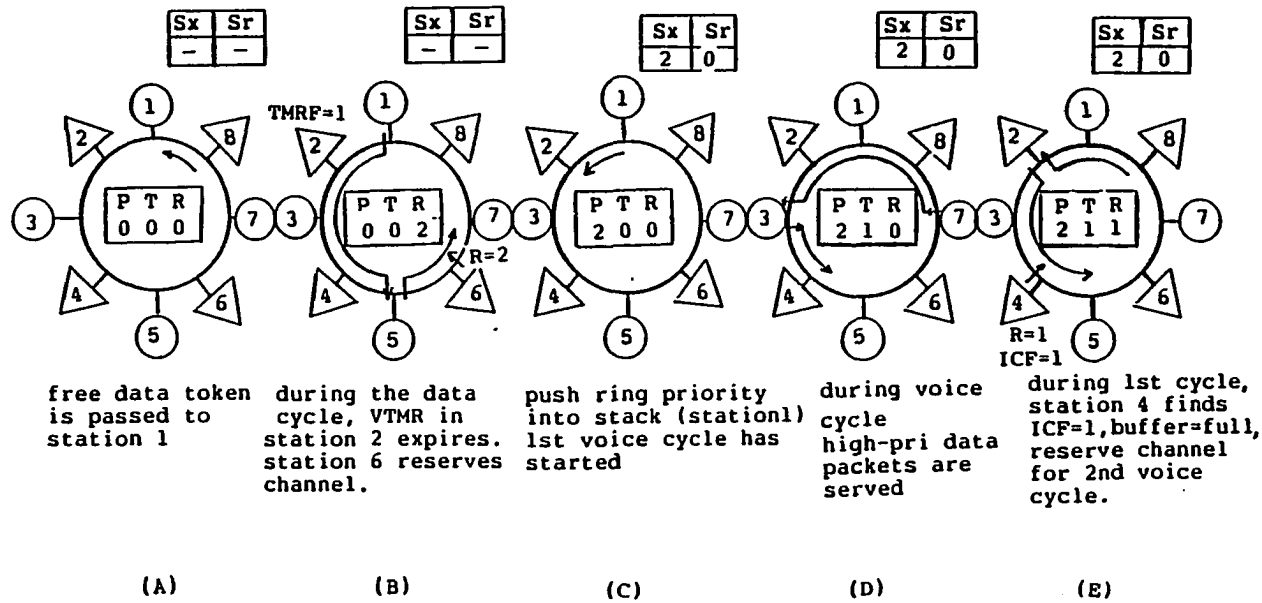 Sx Sr
- -
1
2
8
3
7
P T R
0 0 0
4
6
5
free data token
is passed to
station 1
(A)
Sx Sr
- -
TMRF=1
1
2
8
3
7
P T R
0 0 2
R=2
4
6
5
during the data
cycle, VTMR in
station 2 expires.
station 6 reserves
channel.
(B)
Sx Sr
2 0
1
2
8
3
7
P T R
2 0 0
4
6
5
push ring priority
into stack (station1)
1st voice cycle has
started
(C)
Sx Sr
2 0
1
2
8
3
7
P T R
2 1 0
4
6
5
during voice
cycle
high-pri data
packets are
served
(D)
Sx Sr
2 0
1
2
8
3
7
P T R
2 1 1
4
6
R=1
ICF=1
5
during 1st cycle,
station 4 finds
ICF=1,buffer=full,
reserve channel
for 2nd voice
cycle.
(E)